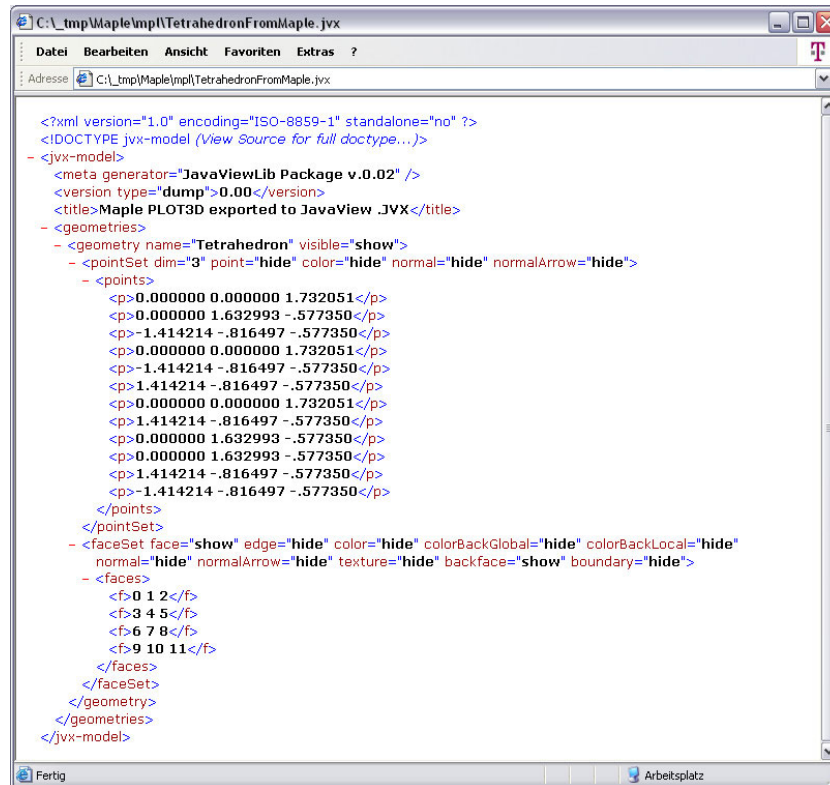 C:\_tmp\Maple\mpl\TetrahedronFromMaple.jvx
Datei Bearbeiten Ansicht Favoriten Extras ?
T
Adresse C:\_tmp\Maple\mpl\TetrahedronFromMaple.jvx
<?xml version="1.0" encoding="ISO-8859-1" standalone="no" ?>
<!DOCTYPE jvx-model (View Source for full doctype...)>
- <jvx-model>
<meta generator="JavaViewLib Package v.0.02" />
<version type="dump">0.00</version>
<title>Maple PLOT3D exported to JavaView .JVX</title>
- <geometries>
- <geometry name="Tetrahedron" visible="show">
- <pointSet dim="3" point="hide" color="hide" normal="hide" normalArrow="hide">
- <points>
<p>0.000000 0.000000 1.732051</p>
<p>0.000000 1.632993 -.577350</p>
<p>-1.414214 -.816497 -.577350</p>
<p>0.000000 0.000000 1.732051</p>
<p>-1.414214 -.816497 -.577350</p>
<p>1.414214 -.816497 -.577350</p>
<p>0.000000 0.000000 1.732051</p>
<p>1.414214 -.816497 -.577350</p>
<p>0.000000 1.632993 -.577350</p>
<p>0.000000 1.632993 -.577350</p>
<p>1.414214 -.816497 -.577350</p>
<p>-1.414214 -.816497 -.577350</p>
</points>
</pointSet>
- <faceSet face="show" edge="hide" color="hide" colorBackGlobal="hide" colorBackLocal="hide"
normal="hide" normalArrow="hide" texture="hide" backface="show" boundary="hide">
- <faces>
<f>0 1 2</f>
<f>3 4 5</f>
<f>6 7 8</f>
<f>9 10 11</f>
</faces>
</faceSet>
</geometry>
</geometries>
</jvx-model>
Fertig
Arbeitsplatz